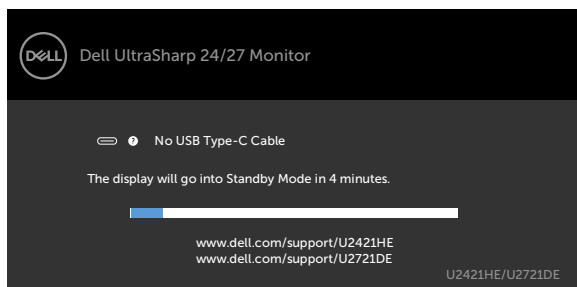 DELL
Dell UltraSharp 24/27 Monitor
? No USB Type-C Cable
The display will go into Standby Mode in 4 minutes.
www.dell.com/support/U2421HE
www.dell.com/support/U2721DE
U2421HE/U2721DE